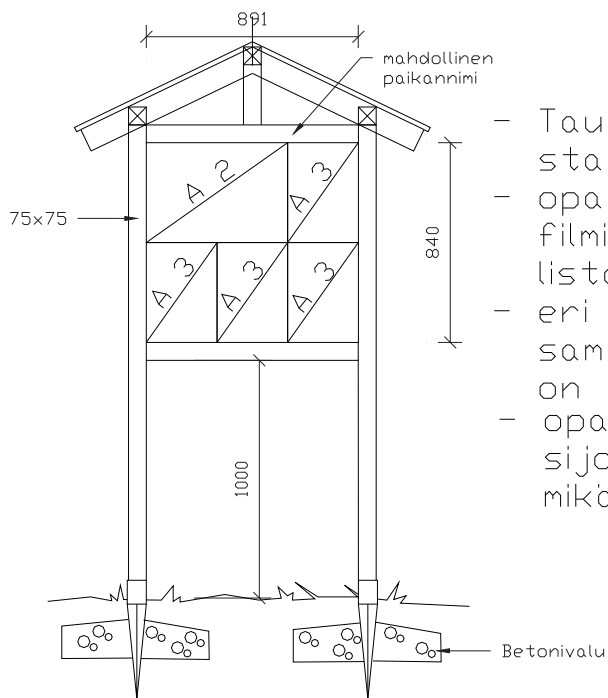 891
mahdollinen
paikannimi
A 2
A 3
75x75
840
A 3
A 3
A 3
1000
Betonivalu
- Tau
sta
- opa
filmi
lista
- eri
sam
on
- opa
sijo
mikä